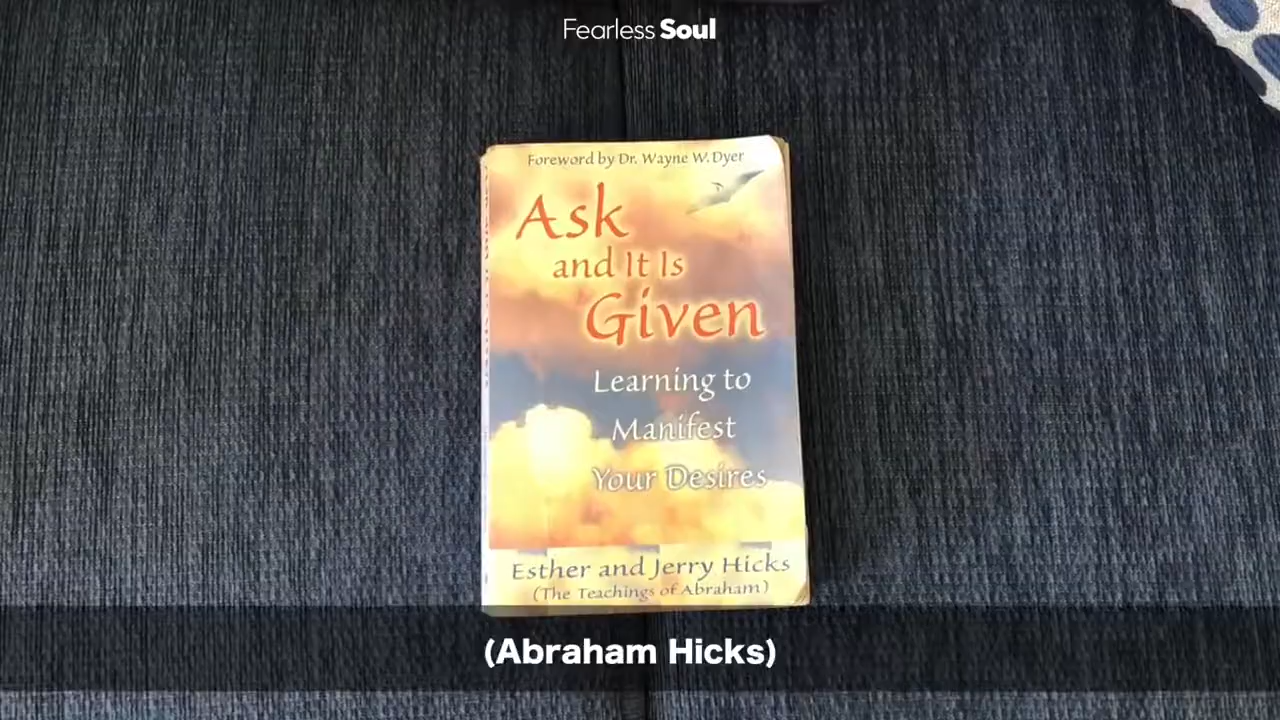 Fearless Soul
Foreword by Dr. Wayne W. Dyer
Ask
and It Is
Given
Learning to
Manifest
Your Desires
Esther and Jerry Hicks
(The Teachings of Abraham)
(Abraham Hicks)